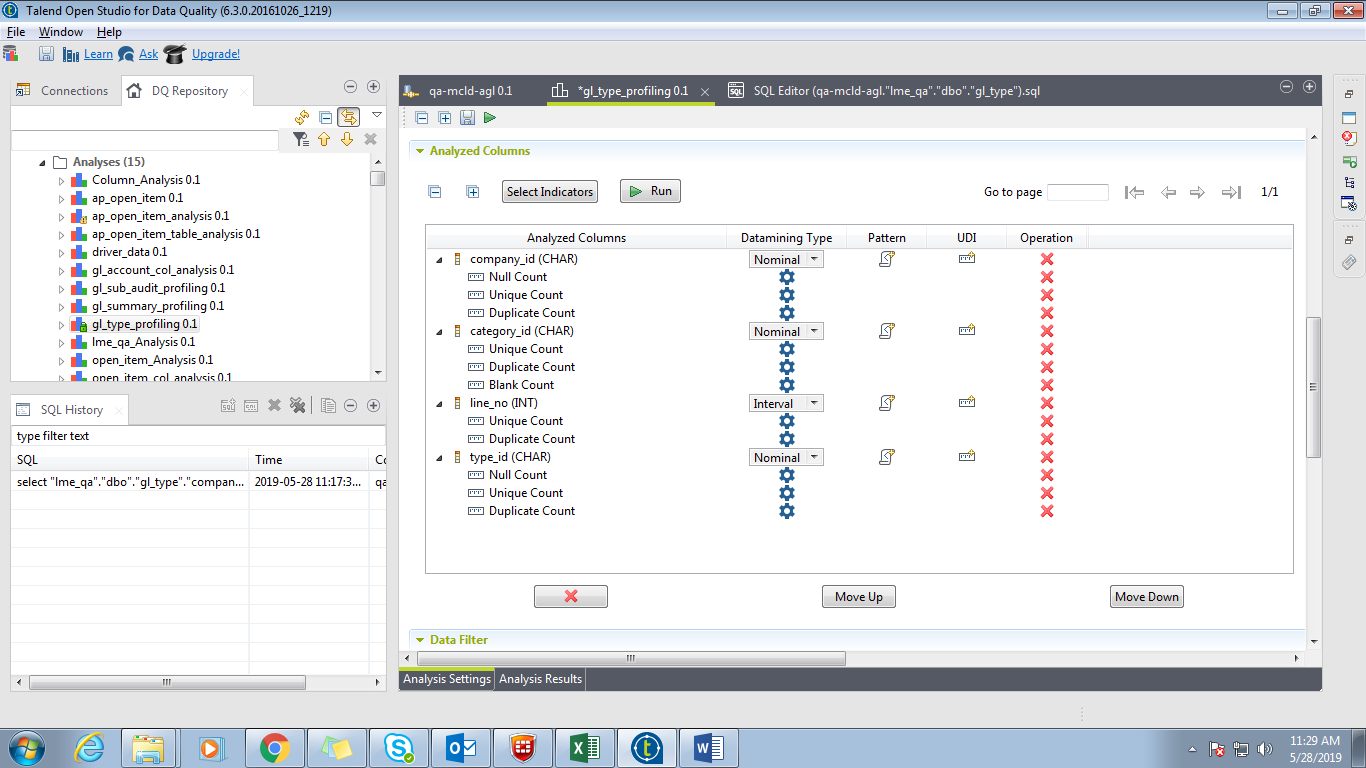 Talend Open Studio for Data Quality (6.3.0.20161026_1219)
File Window Help
Learn Ask Upgrade!
Connections DQ Repository
Analyses (15)
Column_Analysis 0.1
ap_open_item 0.1
ap_open_item_analysis 0.1
ap_open_item_table_analysis 0.1
driver_data 0.1
gl_account_col_analysis 0.1
gl_sub_audit_profiling 0.1
gl_summary_profiling 0.1
gl_type_profiling 0.1
lme_qa_Analysis 0.1
open_item_Analysis 0.1
open_item_col_analysis 0.1
SQL History
type filter text
SQL Time Co
select "lme_qa"."dbo"."gl_type"."compan... 2019-05-28 11:17:3... qa
qa-mcld-agl 0.1 *gl_type_profiling 0.1 SQL Editor (qa-mcld-agl."lme_qa"."dbo"."gl_type").sql
Analyzed Columns
Select Indicators Run Go to page 1/1
Analyzed Columns Datamining Type Pattern UDI Operation
company_id (CHAR) Nominal
Null Count
Unique Count
Duplicate Count
category_id (CHAR) Nominal
Unique Count
Duplicate Count
Blank Count
line_no (INT) Interval
Unique Count
Duplicate Count
type_id (CHAR) Nominal
Null Count
Unique Count
Duplicate Count
Move Up Move Down
Data Filter
Analysis Settings Analysis Results
11:29 AM
5/28/2019